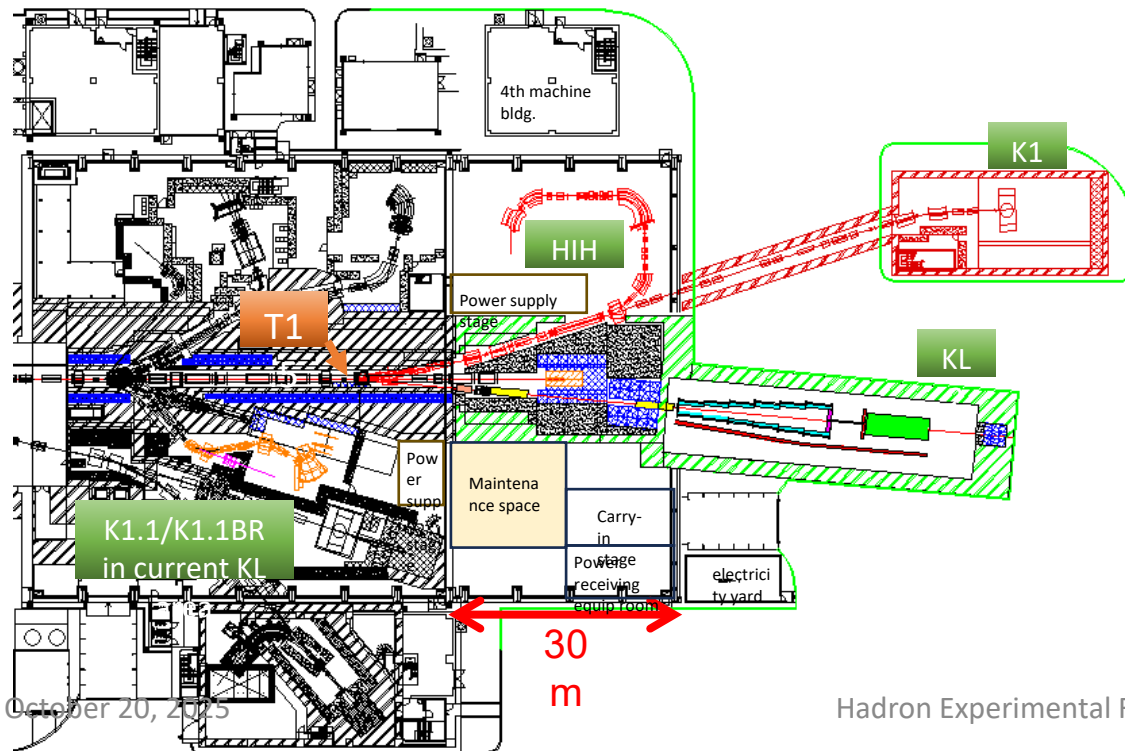 4th machine
bldg.
K1
HIH
Power supply
stage
T1
KL
Pow
er
supp
Maintena
nce space
Carry-
in
stage
Power
receiving
equip room
electrici
ty yard
K1.1/K1.1BR
in current KL
area
30
m
October 20, 2025
Hadron Experimental F